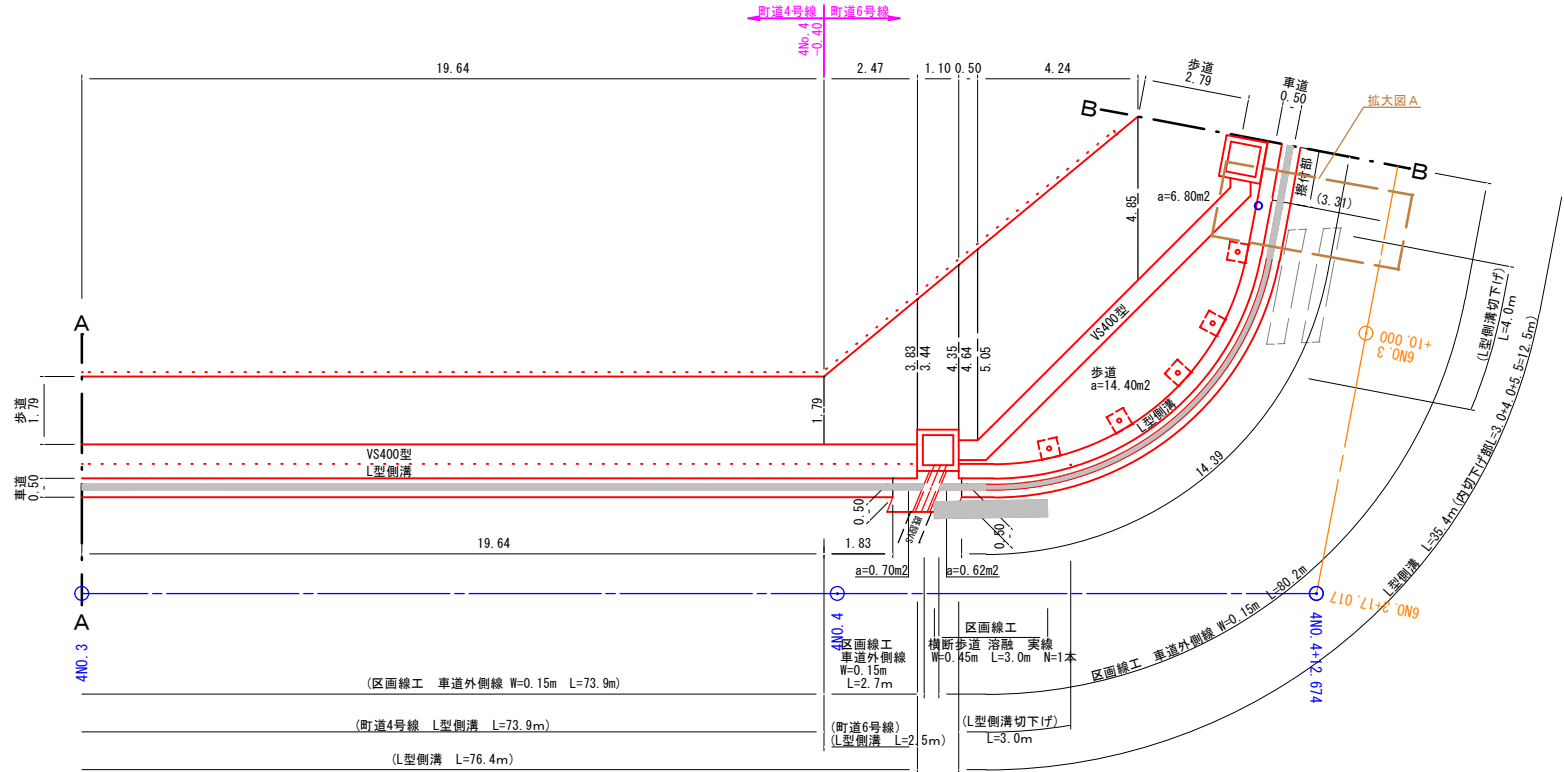 町道4号線
町道6号線
4No.4
-0.40
19.64
2.47
1.10
0.50
4.24
歩道
2.79
車道
0.50
拡大図A
B
B
擦付部
(3.31)
a=6.80m2
4.85
VS400型
A
歩道
1.79
1.79
3.83
3.44
4.35
4.64
5.05
歩道
a=14.40m2
L型側溝
(L型側溝切下げ)
L=4.0m
6NO.3
+10.000
VS400型
L型側溝
車道
0.50
0.50
既設VS
0.50
14.39
19.64
1.83
a=0.70m2
a=0.62m2
L型側溝 L=35.4m(内切下げ部L=3.0+4.0+5.5=12.5m)
A
4NO.3
4NO.4
4NO.4+12.674
6NO.3+17.017
区画線工
車道外側線
W=0.15m
L=2.7m
区画線工
横断歩道 溶融 実線
W=0.45m L=3.0m N=1本
区画線工 車道外側線 W=0.15m L=80.2m
(区画線工 車道外側線 W=0.15m L=73.9m)
(町道4号線 L型側溝 L=73.9m)
(町道6号線)
(L型側溝 L=2.5m)
(L型側溝切下げ)
L=3.0m
(L型側溝 L=76.4m)